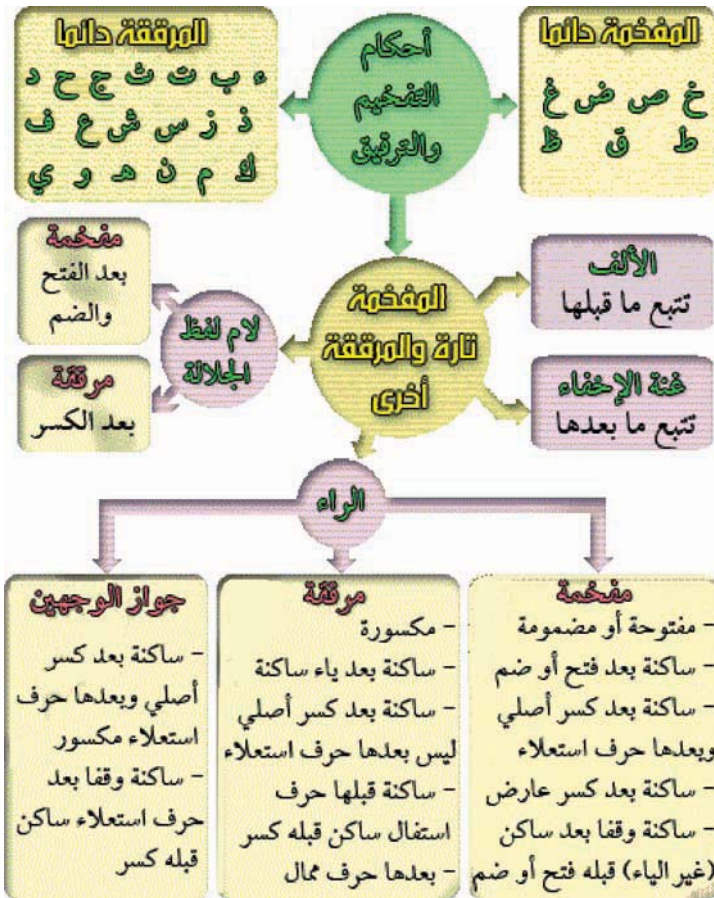 أحكام
التفخيم
والترقيق
المفخمة دائما
خ ص ض غ
ط ق ظ
المرققة دائما
ء ب ت ث ج ح د
ذ ز س ش ع ف
ك م ن هـ و ي
المفخمة
تارة والمرققة
أخرى
الألف
تتبع ما قبلها
غنة الإخفاء
تتبع ما بعدها
لام لفظ
الجلالة
مفخمة
بعد الفتح
والضم
مرققة
بعد الكسر
الراء
مفخمة
- مفتوحة أو مضمومة
- ساكنة بعد فتح أو ضم
- ساكنة بعد كسر أصلي
وبعدها حرف استعلاء
- ساكنة بعد كسر عارض
- ساكنة وقفا بعد ساكن
(غير الياء) قبله فتح أو ضم
مرققة
- مكسورة
- ساكنة بعد ياء ساكنة
- ساكنة بعد كسر أصلي
ليس بعدها حرف استعلاء
- ساكنة قبلها حرف
استفال ساكن قبله كسر
- بعدها حرف ممال
جواز الوجهين
- ساكنة بعد كسر
أصلي وبعدها حرف
استعلاء مكسور
- ساكنة وقفا بعد
حرف استعلاء ساكن
قبله كسر